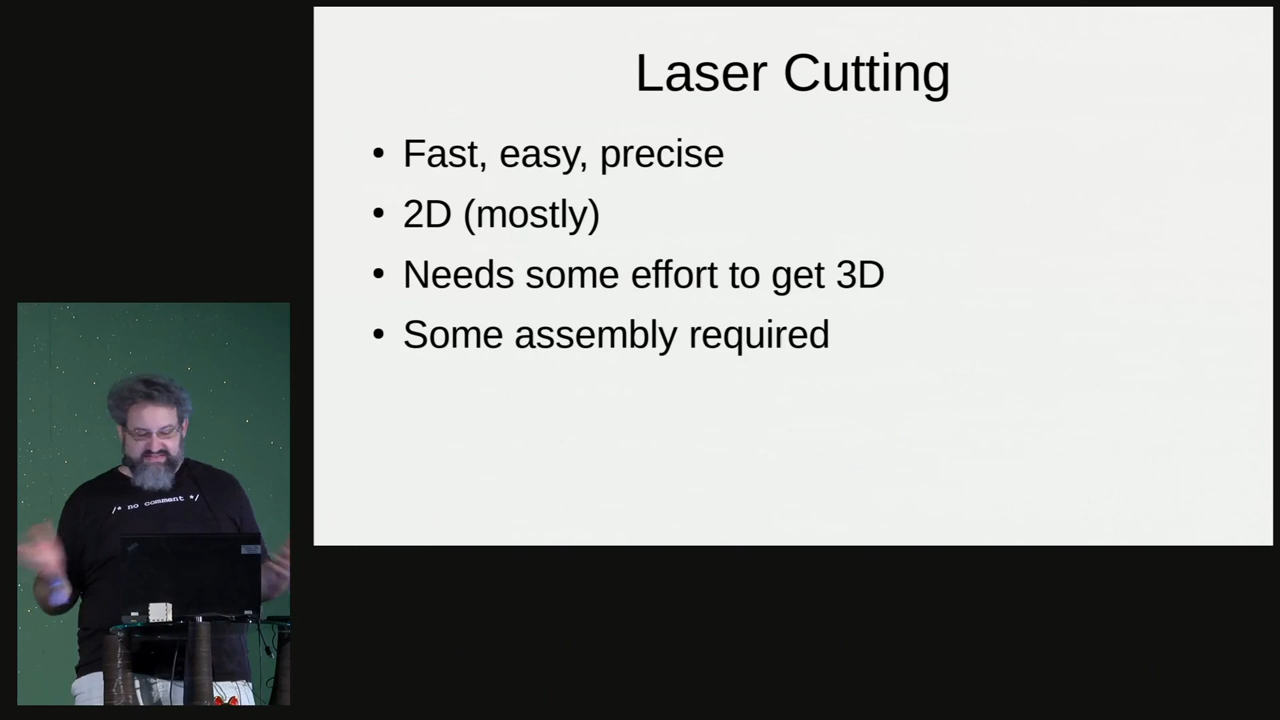 Laser Cutting
• Fast, easy, precise
• 2D (mostly)
• Needs some effort to get 3D
• Some assembly required
/* no comment */